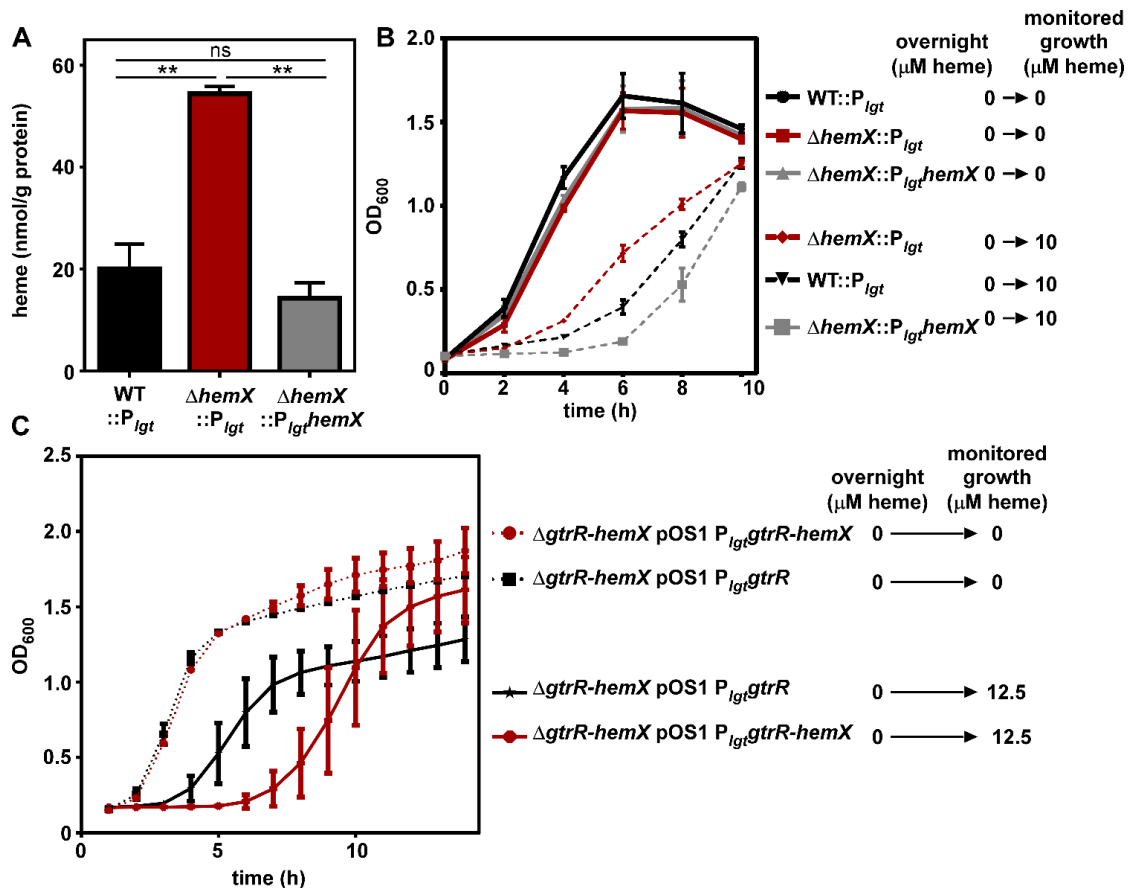 A
ns
**
**
heme (nmol/g protein)
60
40
20
0
WT
::Plgt
ΔhemX
::Plgt
ΔhemX
::PlgthemX
B
OD600
2.0
1.5
1.0
0.5
0
0
2
4
6
8
10
time (h)
overnight
(μM heme)
monitored
growth
(μM heme)
WT::Plgt 0 → 0
ΔhemX::Plgt 0 → 0
ΔhemX::PlgthemX 0 → 0
ΔhemX::Plgt 0 → 10
WT::Plgt 0 → 10
ΔhemX::PlgthemX 0 → 10
C
OD600
2.5
2.0
1.5
1.0
0.5
0
0
5
10
time (h)
overnight
(μM heme)
monitored
growth
(μM heme)
ΔgtrR-hemX pOS1 PlgtgtrR-hemX 0 → 0
ΔgtrR-hemX pOS1 PlgtgtrR 0 → 0
ΔgtrR-hemX pOS1 PlgtgtrR 0 → 12.5
ΔgtrR-hemX pOS1 PlgtgtrR-hemX 0 → 12.5